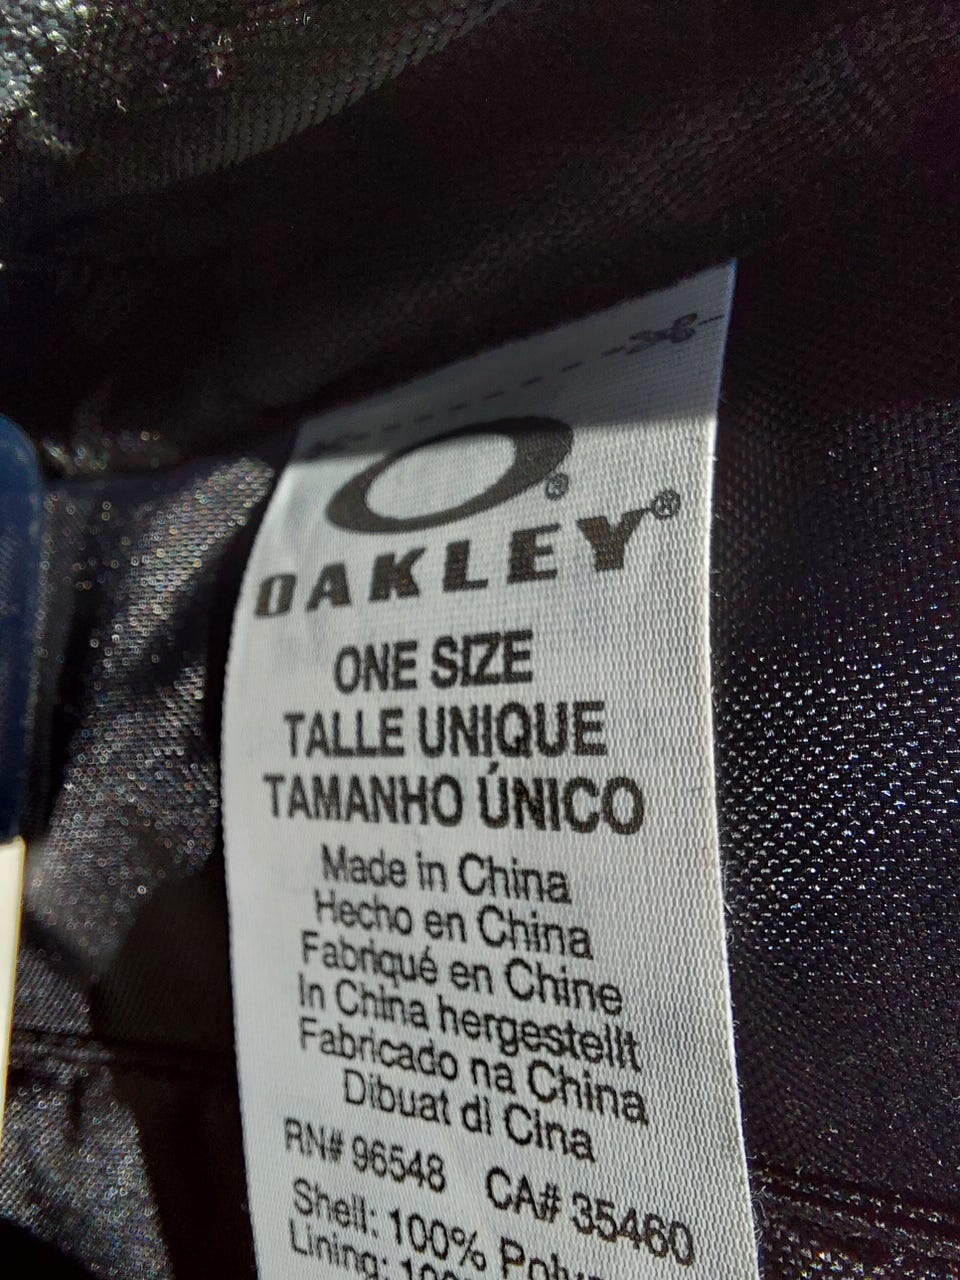 OAKLEY®
ONE SIZE
TALLE UNIQUE
TAMANHO ÚNICO
Made in China
Hecho en China
Fabriqué en Chine
In China hergestellt
Fabricado na China
Dibuat di Cina
RN# 96548 CA# 35460
Shell: 100%
Lining: